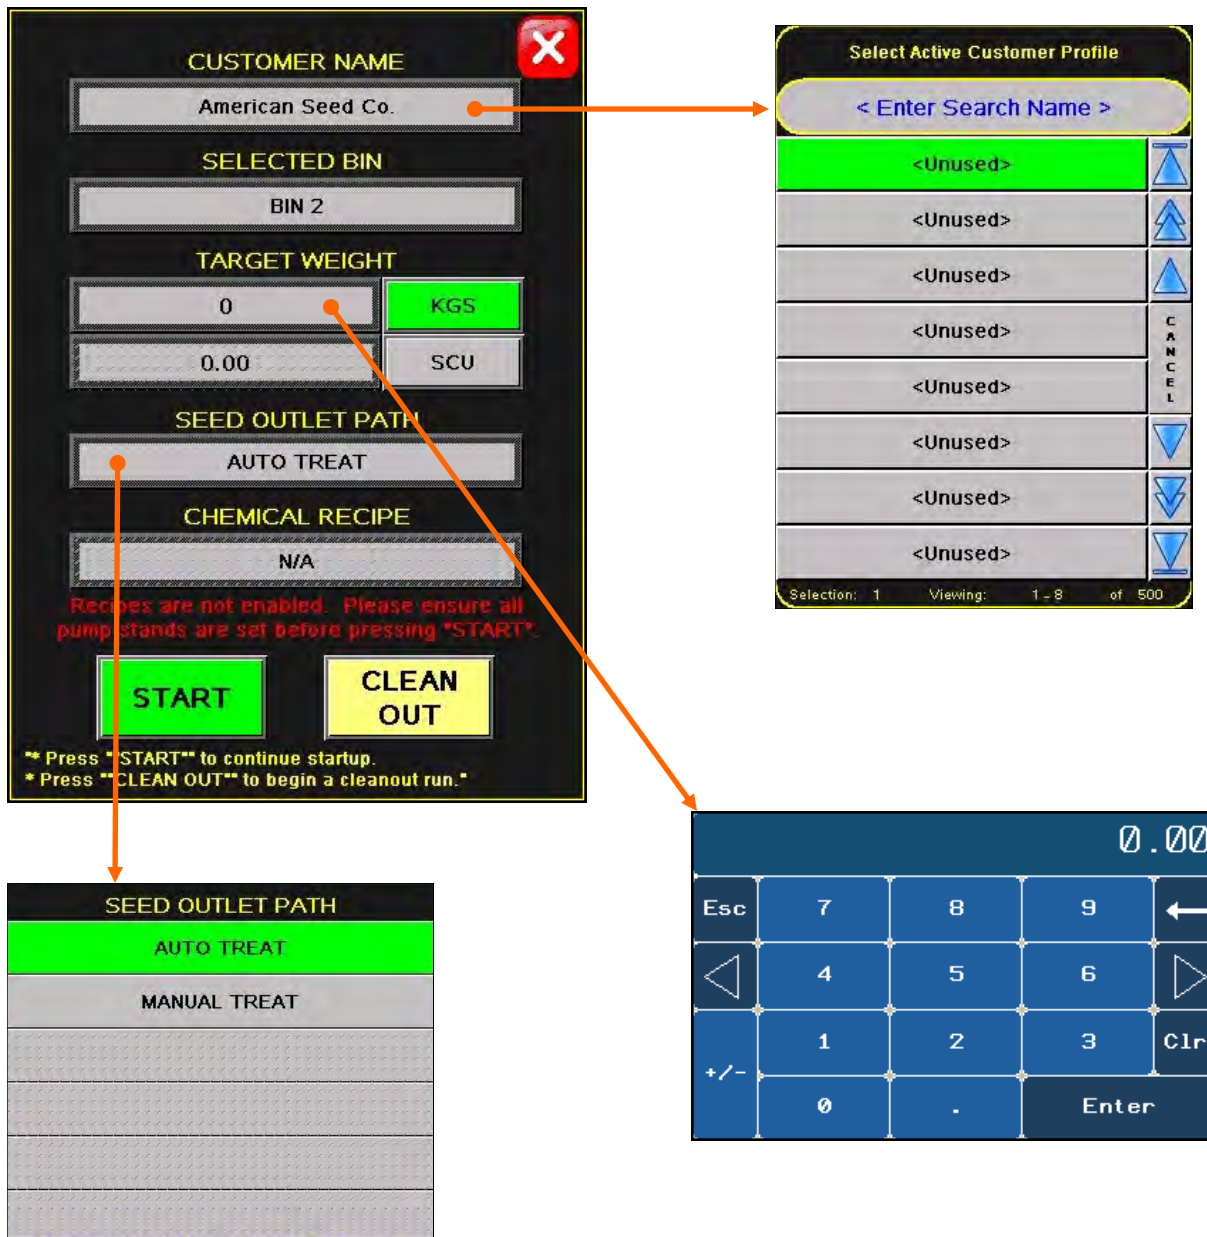 CUSTOMER NAME
American Seed Co.
SELECTED BIN
BIN 2
TARGET WEIGHT
0
KGS
0.00
SCU
SEED OUTLET PATH
AUTO TREAT
CHEMICAL RECIPE
N/A
Recipes are not enabled. Please ensure all
pump stands are set before pressing "START".
START
CLEAN
OUT
"* Press ""START"" to continue startup.
* Press ""CLEAN OUT"" to begin a cleanout run."
Select Active Customer Profile
< Enter Search Name >
<Unused>
<Unused>
<Unused>
<Unused>
<Unused>
<Unused>
<Unused>
<Unused>
CANCEL
Selection: 1 Viewing: 1 - 8 of 500
SEED OUTLET PATH
AUTO TREAT
MANUAL TREAT
0.00
Esc 7 8 9
4 5 6
1 2 3 Clr
+/-
0 . Enter